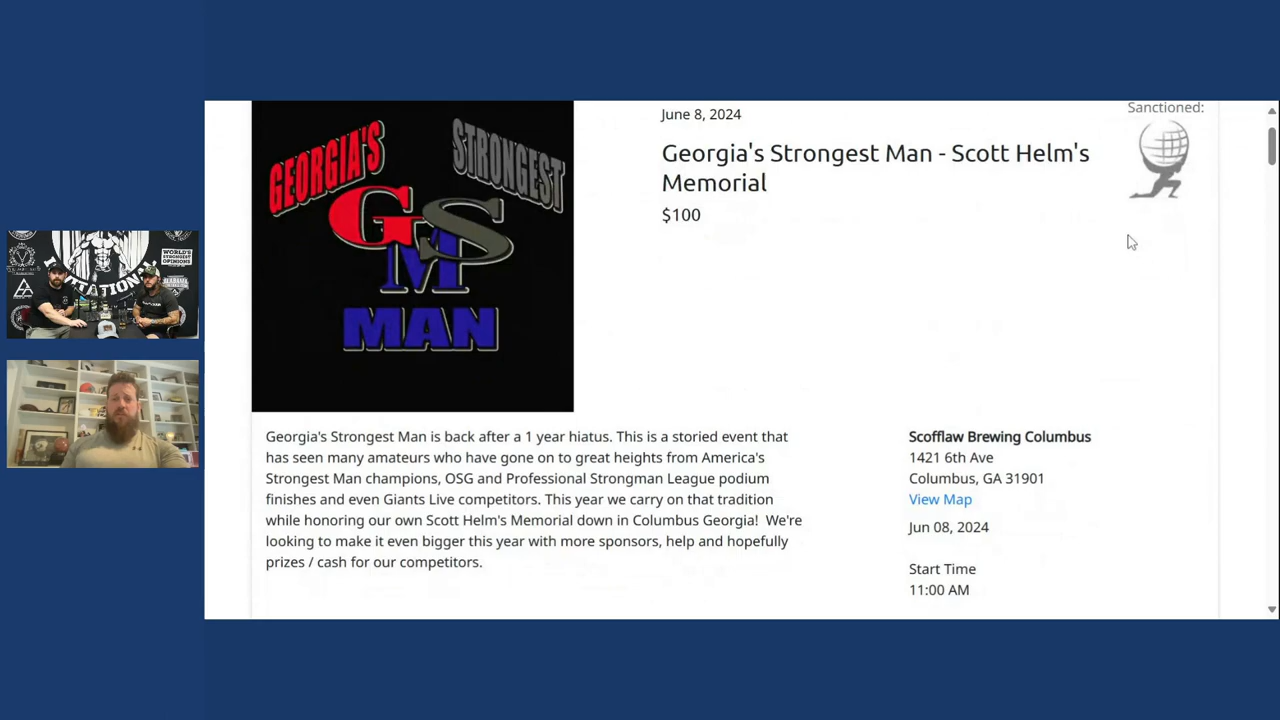 WORLD'S
STRONGEST
OPINIONS
June 8, 2024
Sanctioned:
GEORGIA'S
STRONGEST
GSM
MAN
Georgia's Strongest Man - Scott Helm's
Memorial
$100
Georgia's Strongest Man is back after a 1 year hiatus. This is a storied event that
has seen many amateurs who have gone on to great heights from America's
Strongest Man champions, OSG and Professional Strongman League podium
finishes and even Giants Live competitors. This year we carry on that tradition
while honoring our own Scott Helm's Memorial down in Columbus Georgia!  We're
looking to make it even bigger this year with more sponsors, help and hopefully
prizes / cash for our competitors.
Scofflaw Brewing Columbus
1421 6th Ave
Columbus, GA 31901
View Map
Jun 08, 2024
Start Time
11:00 AM